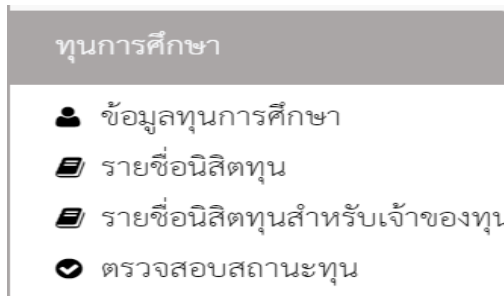 ทุนการศึกษา
ข้อมูลทุนการศึกษา
รายชื่อนิสิตทุน
รายชื่อนิสิตทุนสำหรับเจ้าของทุน
ตรวจสอบสถานะทุน